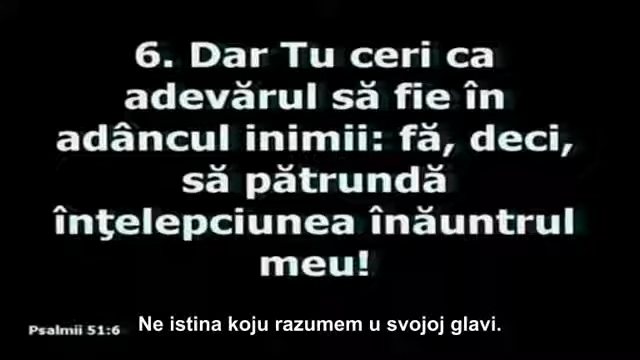 6. Dar Tu ceri ca
adevărul să fie în
adâncul inimii: fă, deci,
să pătrundă
înţelepciunea înăuntrul
meu!
Psalmii 51:6
Ne istina koju razumem u svojoj glavi.